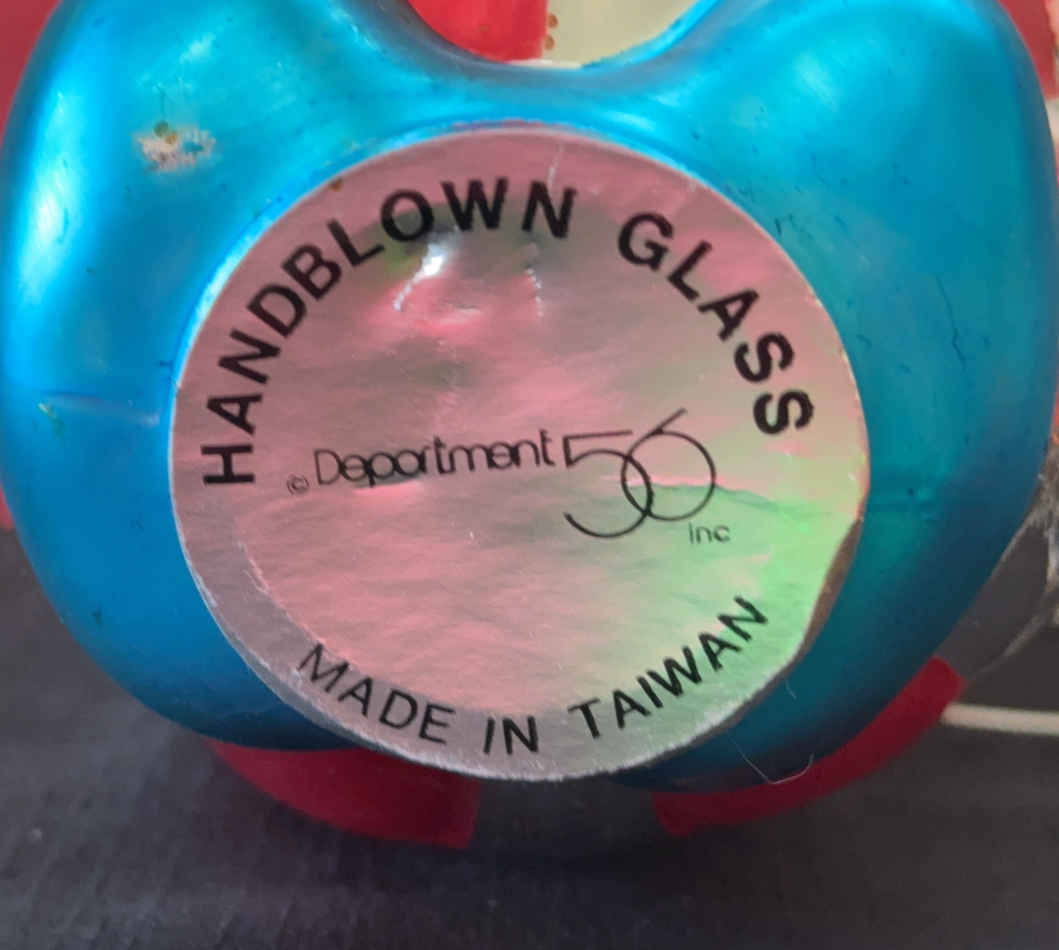 HANDBLOWN GLASS
© Department 56
inc
MADE IN TAIWAN